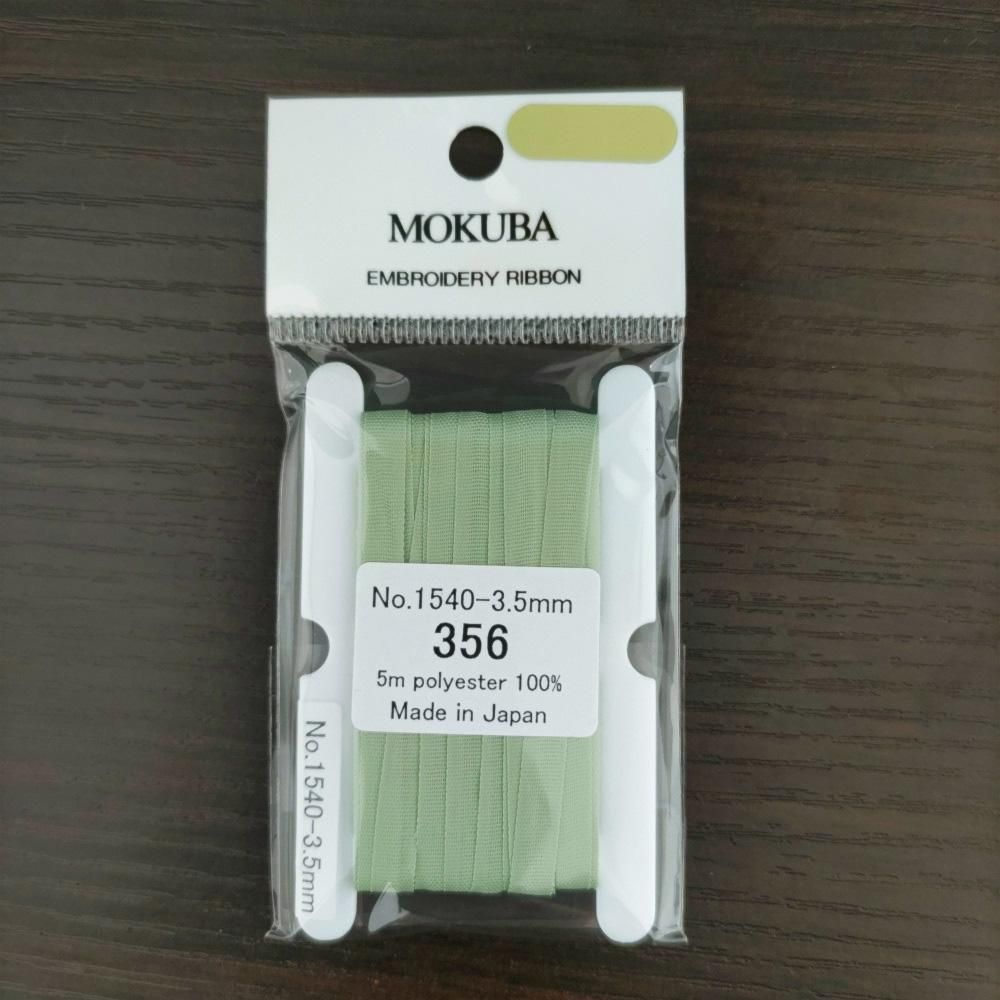 MOKUBA
EMBROIDERY RIBBON
No.1540-3.5mm
356
5m polyester 100%
Made in Japan
No.1540-3.5mm